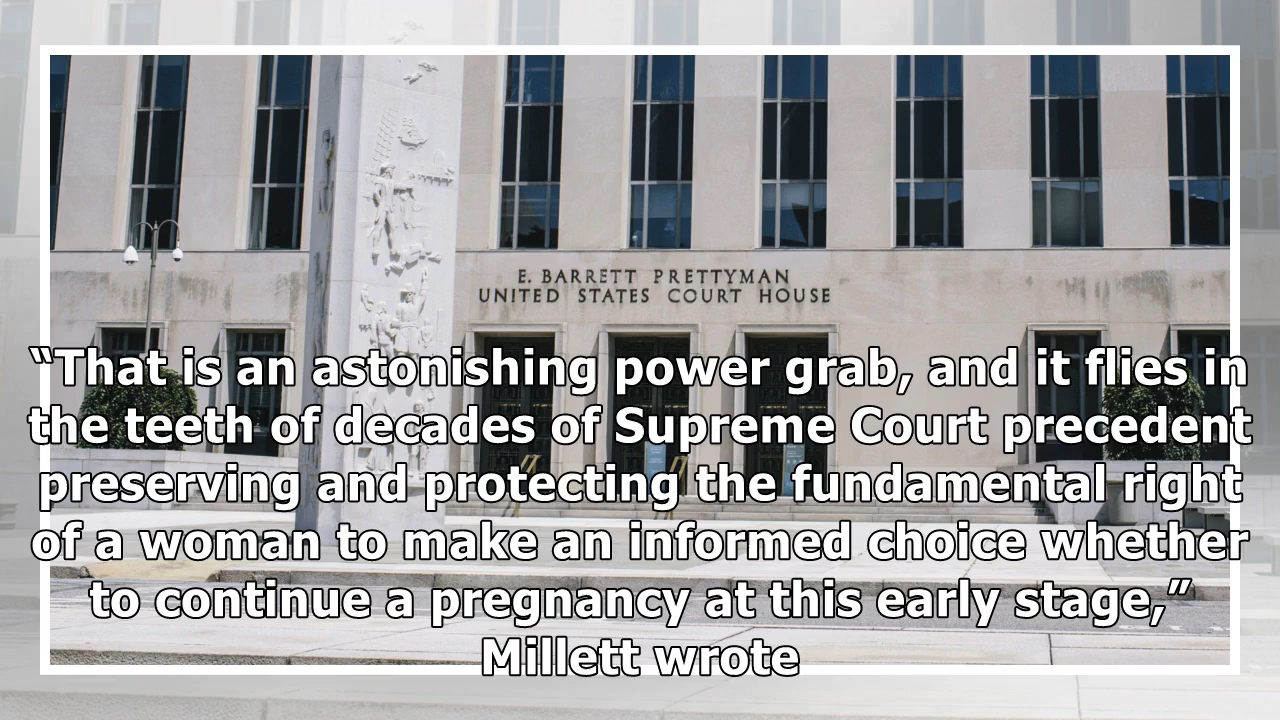 E. BARRETT PRETTYMAN
UNITED STATES COURT HOUSE
“That is an astonishing power grab, and it flies in
the teeth of decades of Supreme Court precedent
preserving and protecting the fundamental right
of a woman to make an informed choice whether
to continue a pregnancy at this early stage,”
Millett wrote